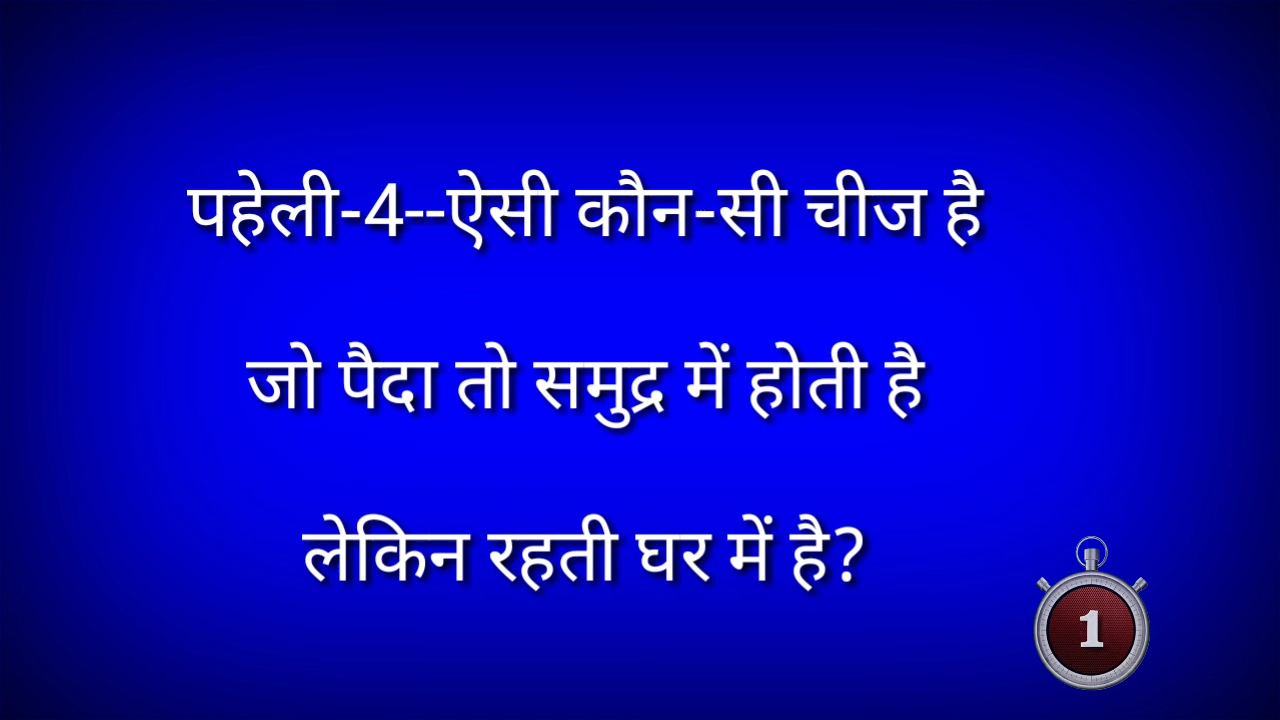 पहेली-4--ऐसी कौन-सी चीज है
जो पैदा तो समुद्र में होती है
लेकिन रहती घर में है?
1